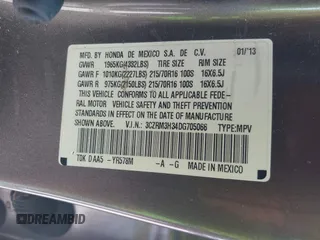 MFD. BY HONDA DE MEXICO S.A. DE C.V. 01/'13
GVWR 1965KG(4332LBS) TIRE SIZE RIM SIZE
GAWR F 1010KG(2227LBS) 215/70R16 100S 16X6.5J
GAWR R 975KG(2150LBS) 215/70R16 100S 16X6.5J
THIS VEHICLE CONFORMS TO ALL APPLICABLE FEDE-
RAL MOTOR VEHICLE SAFETY AND THEFT PREVENTION
STANDARDS IN EFFECT ON THE DATE OF MANUFACTURE
SHOWN ABOVE.
V.I.N.: 3CZRM3H34DG705066 TYPE:MPV
TDK DAA5 -YR578M -A -G MADE IN MEXICO
DREAMBID